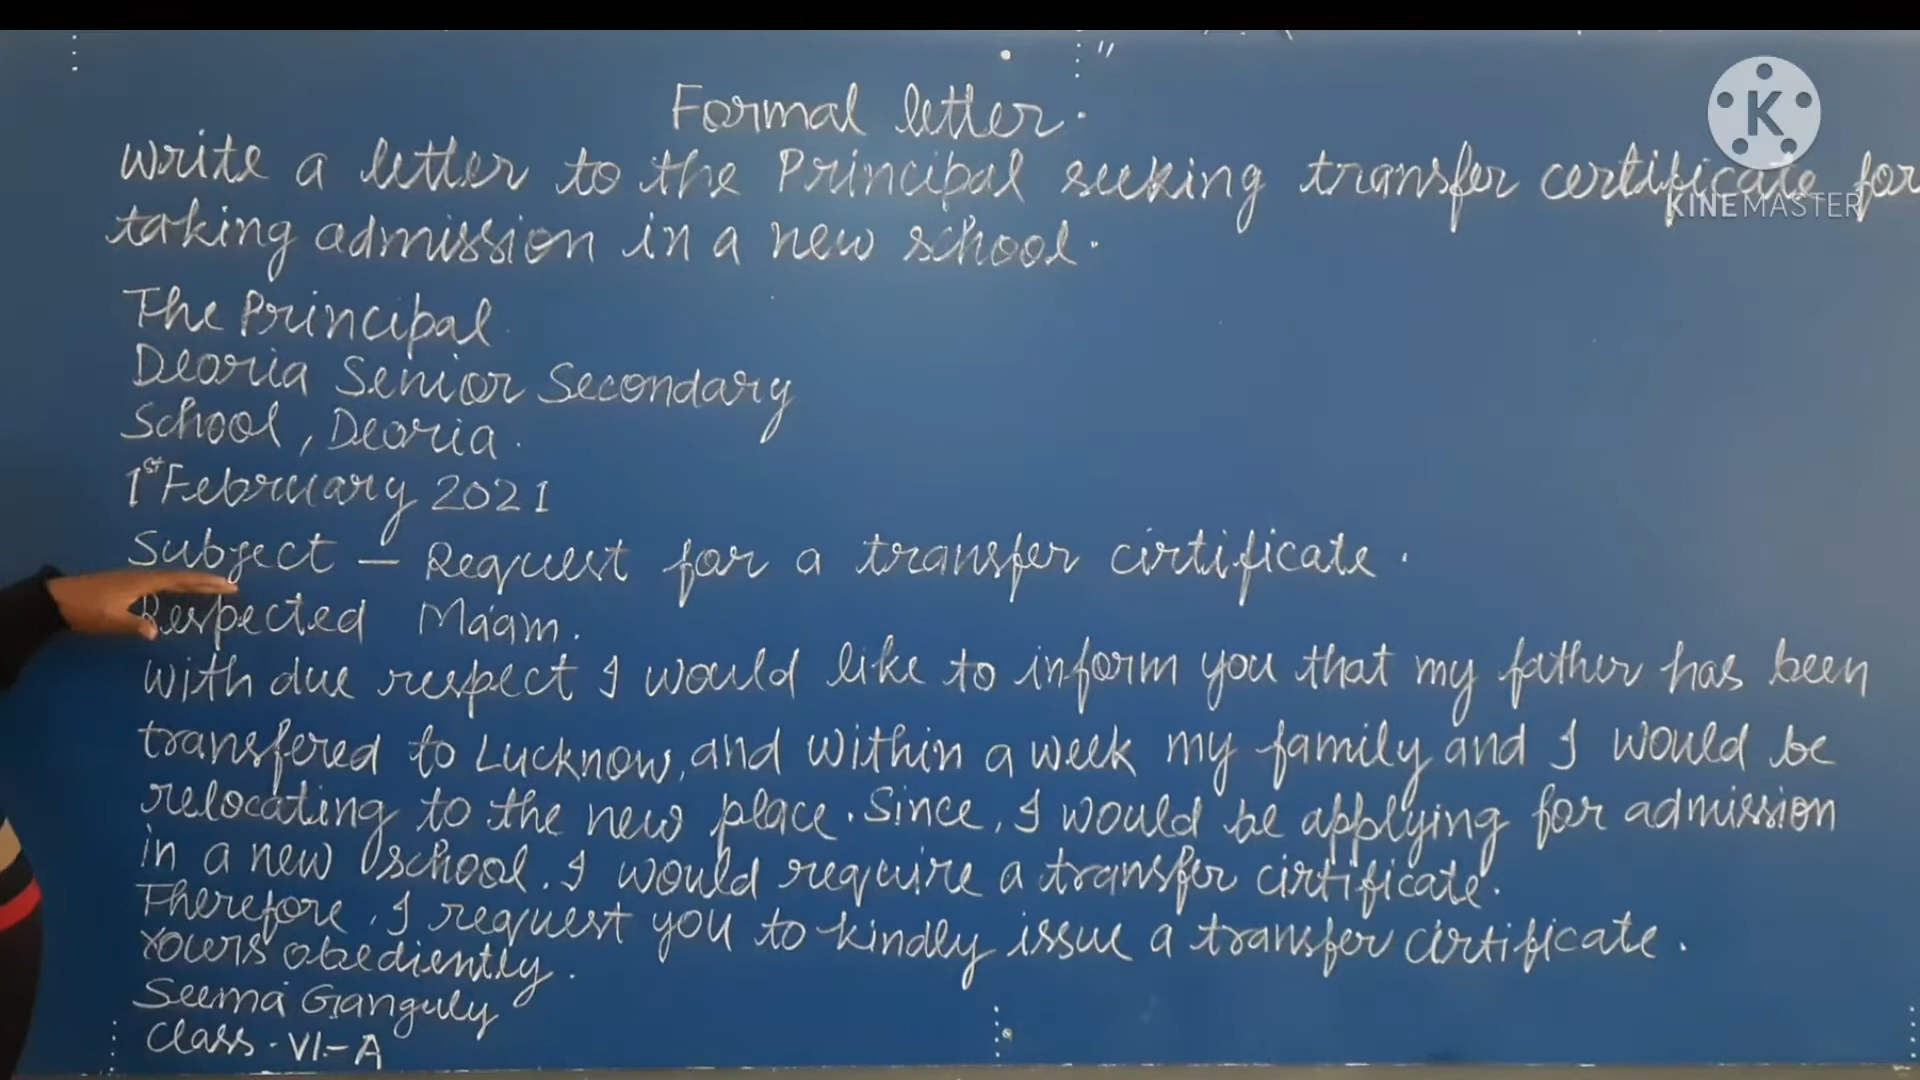 Formal letter.
K
Write a letter to the Principal seeking transfer certificate for
KINEMASTER
taking admission in a new school.
The Principal
Deoria Senior Secondary
School, Deoria.
1st February 2021
Subject - Request for a transfer cirtificate.
Respected Ma'am.
With due respect I would like to inform you that my father has been
transfered to Lucknow, and within a week my family and I would be
relocating to the new place. Since, I would be applying for admission
in a new school. I would require a transfer cirtificate.
Therefore, I request you to kindly issue a transfer cirtificate.
Yours obediently.
Seema Ganguly
Class - VI - A